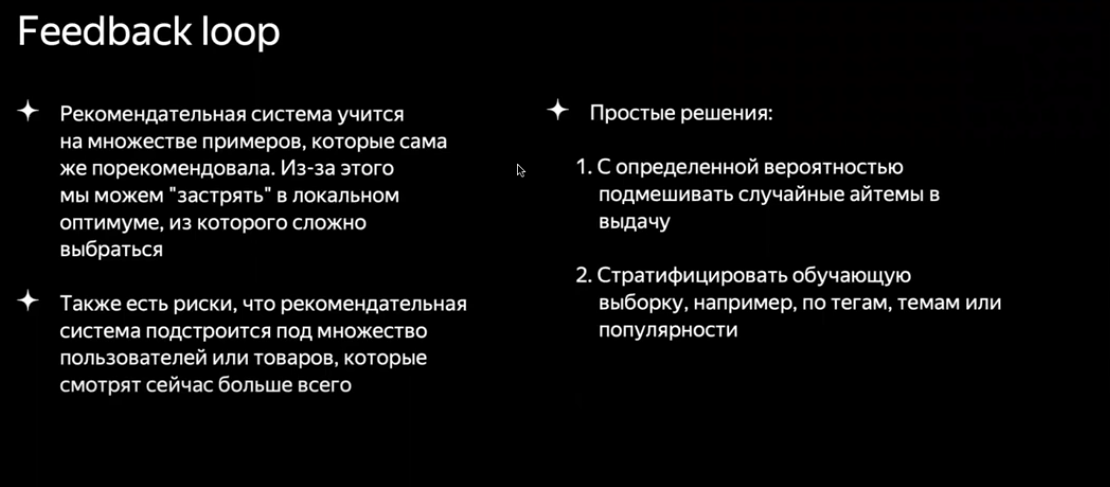 Feedback loop
Рекомендательная система учится
на множестве примеров, которые сама
же порекомендовала. Из-за этого
мы можем "застрять" в локальном
оптимуме, из которого сложно
выбраться
Также есть риски, что рекомендательная
система подстроится под множество
пользователей или товаров, которые
смотрят сейчас больше всего
Простые решения:
1. С определенной вероятностью
подмешивать случайные айтемы в
выдачу
2. Стратифицировать обучающую
выборку, например, по тегам, темам или
популярности